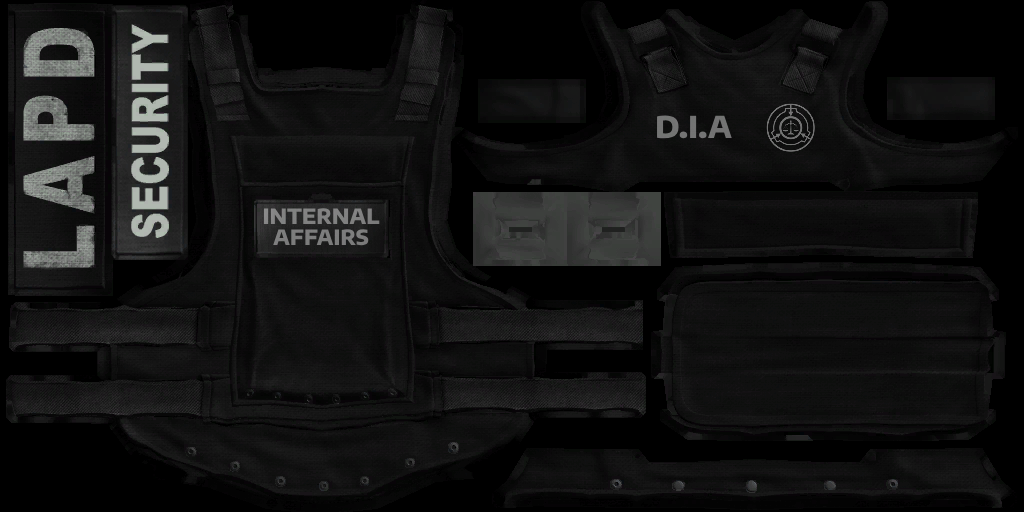 LAPD
SECURITY
INTERNAL
AFFAIRS
D.I.A